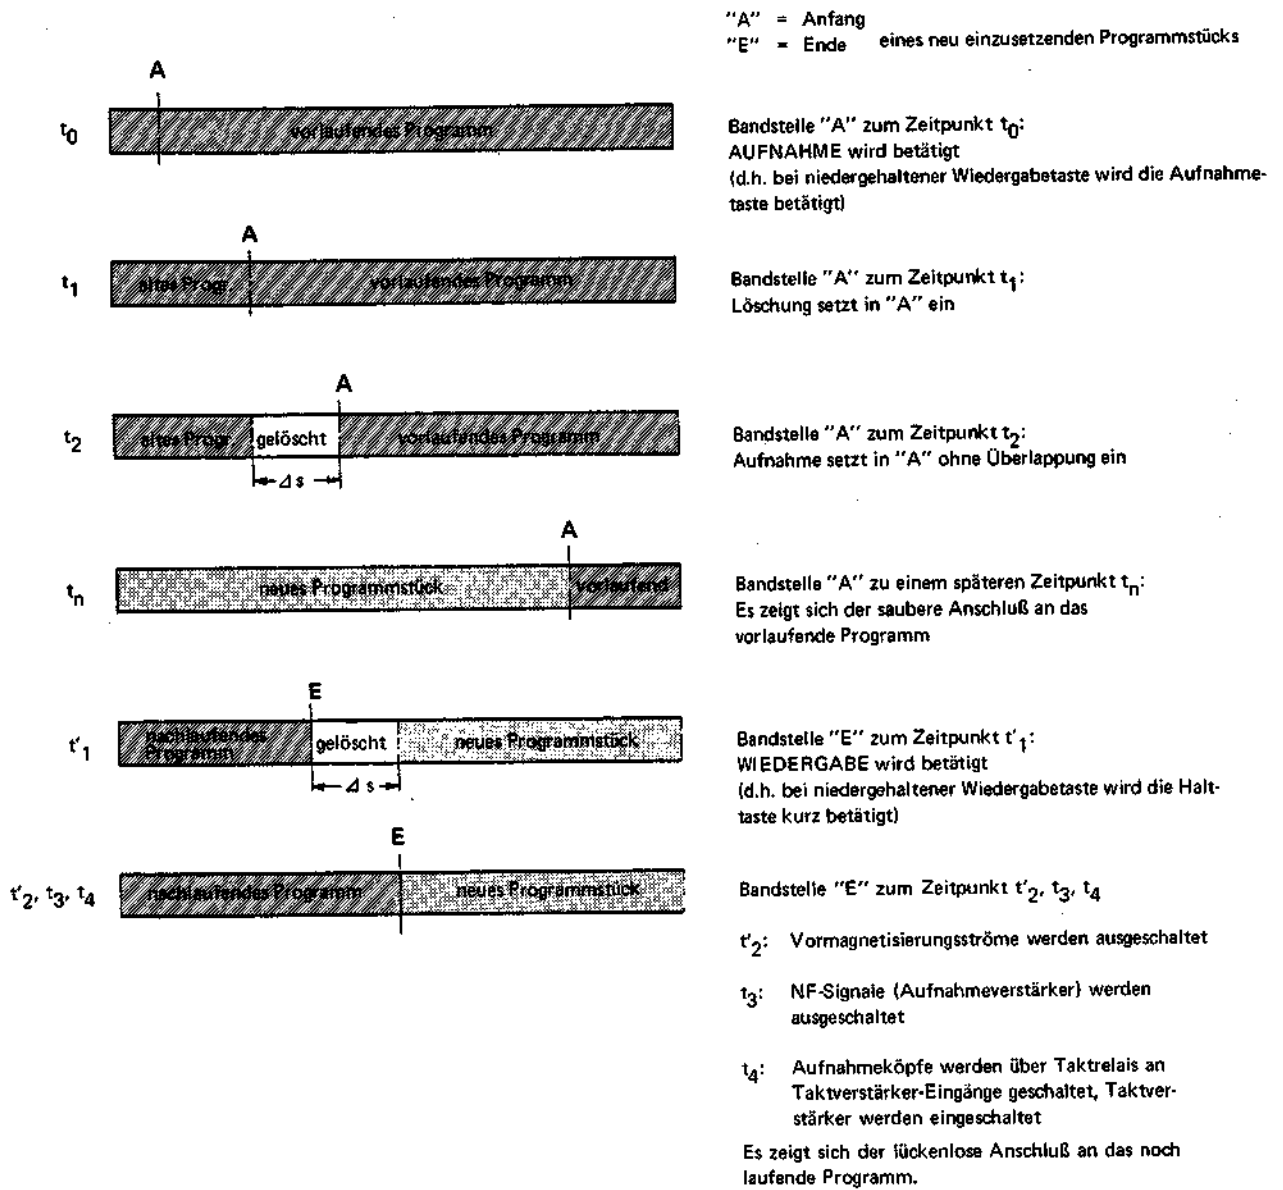 "A" = Anfang
"E" = Ende eines neu einzusetzenden Programmstücks
A
t0 vorlaufendes Programm
Bandstelle "A" zum Zeitpunkt t0:
AUFNAHME wird betätigt
(d.h. bei niedergehaltener Wiedergabetaste wird die Aufnahme-
taste betätigt)
A
t1 altes Progr. vorlaufendes Programm
Bandstelle "A" zum Zeitpunkt t1:
Löschung setzt in "A" ein
A
t2 altes Progr. gelöscht vorlaufendes Programm
Δ s
Bandstelle "A" zum Zeitpunkt t2:
Aufnahme setzt in "A" ohne Überlappung ein
A
tn neues Programmstück vorlaufend
Bandstelle "A" zu einem späteren Zeitpunkt tn:
Es zeigt sich der saubere Anschluß an das
vorlaufende Programm
E
t'1 nachlaufendes
Programm gelöscht neues Programmstück
Δ s
Bandstelle "E" zum Zeitpunkt t'1:
WIEDERGABE wird betätigt
(d.h. bei niedergehaltener Wiedergabetaste wird die Halt-
taste kurz betätigt)
E
t'2, t3, t4 nachlaufendes Programm neues Programmstück
Bandstelle "E" zum Zeitpunkt t'2, t3, t4
t'2: Vormagnetisierungsströme werden ausgeschaltet
t3: NF-Signale (Aufnahmeverstärker) werden
ausgeschaltet
t4: Aufnahmeköpfe werden über Taktrelais an
Taktverstärker-Eingänge geschaltet, Taktver-
stärker werden eingeschaltet
Es zeigt sich der lückenlose Anschluß an das noch
laufende Programm.